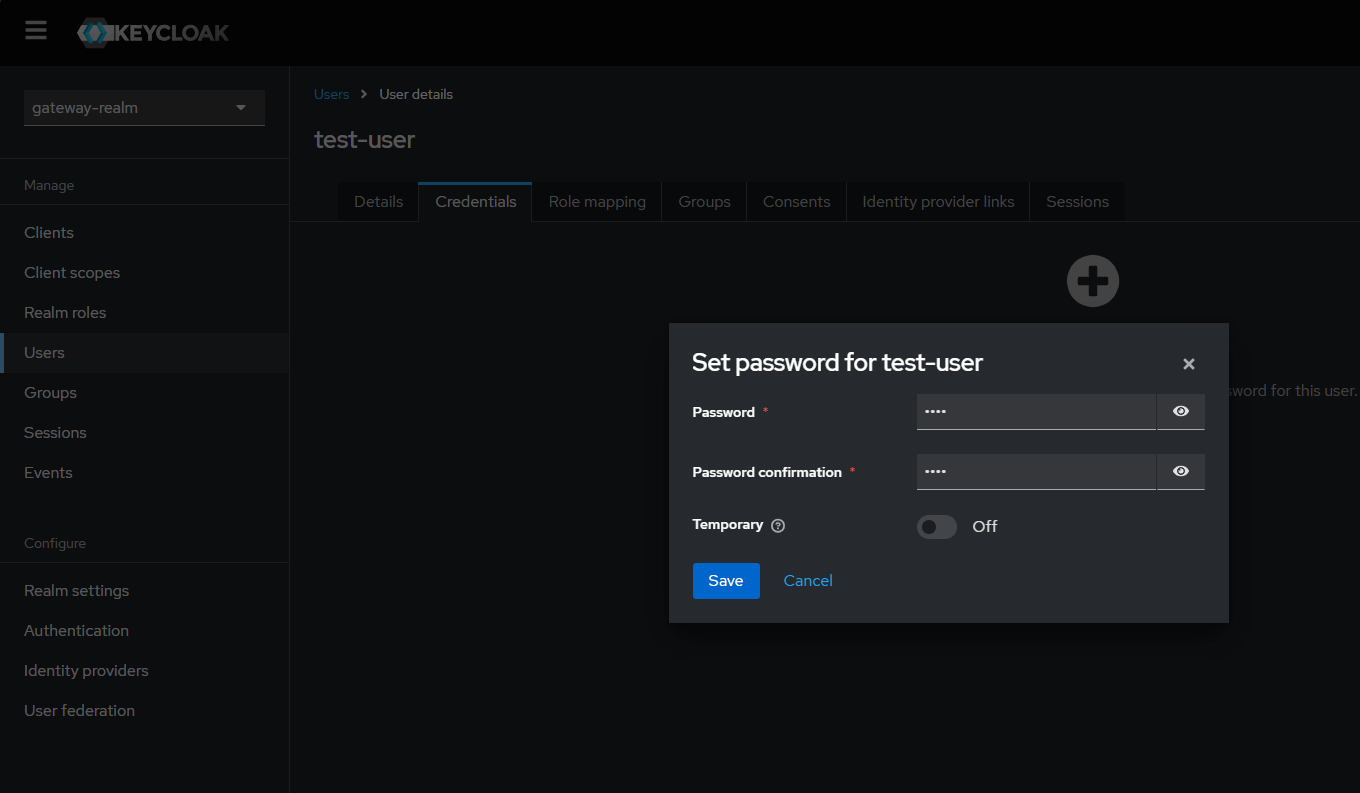 KEYCLOAK
gateway-realm
Manage
Clients
Client scopes
Realm roles
Users
Groups
Sessions
Events
Configure
Realm settings
Authentication
Identity providers
User federation
Users > User details
test-user
Details Credentials Role mapping Groups Consents Identity provider links Sessions
for this user.
Set password for test-user ×
Password *
••••
Password confirmation *
••••
Temporary ? Off
Save Cancel